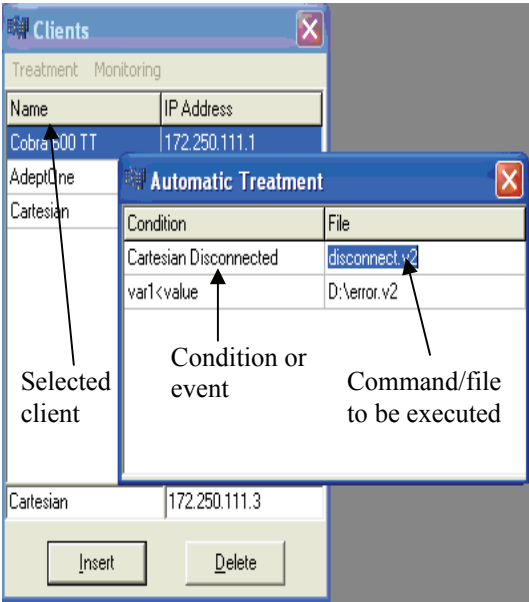 Clients
Treatment Monitoring
Name IP Address
Cobra 600 TT 172.250.111.1
AdeptOne
Cartesian
Automatic Treatment
Condition File
Cartesian Disconnected disconnect.v2
var1<value D:\error.v2
Selected
client
Condition or
event
Command/file
to be executed
Cartesian 172.250.111.3
Insert Delete